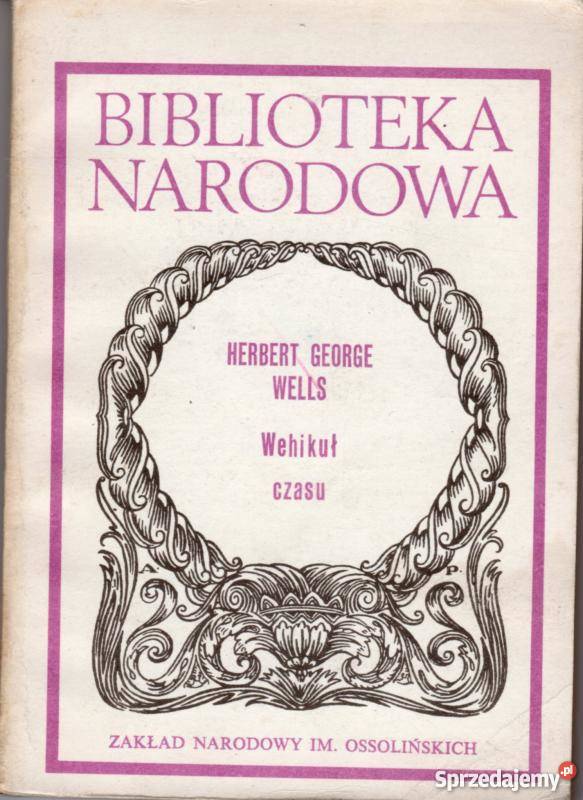 BIBLIOTEKA
NARODOWA
HERBERT GEORGE
WELLS
Wehikuł
czasu
A. P.
ZAKŁAD NARODOWY IM. OSSOLIŃSKICH
Sprzedajemy.pl